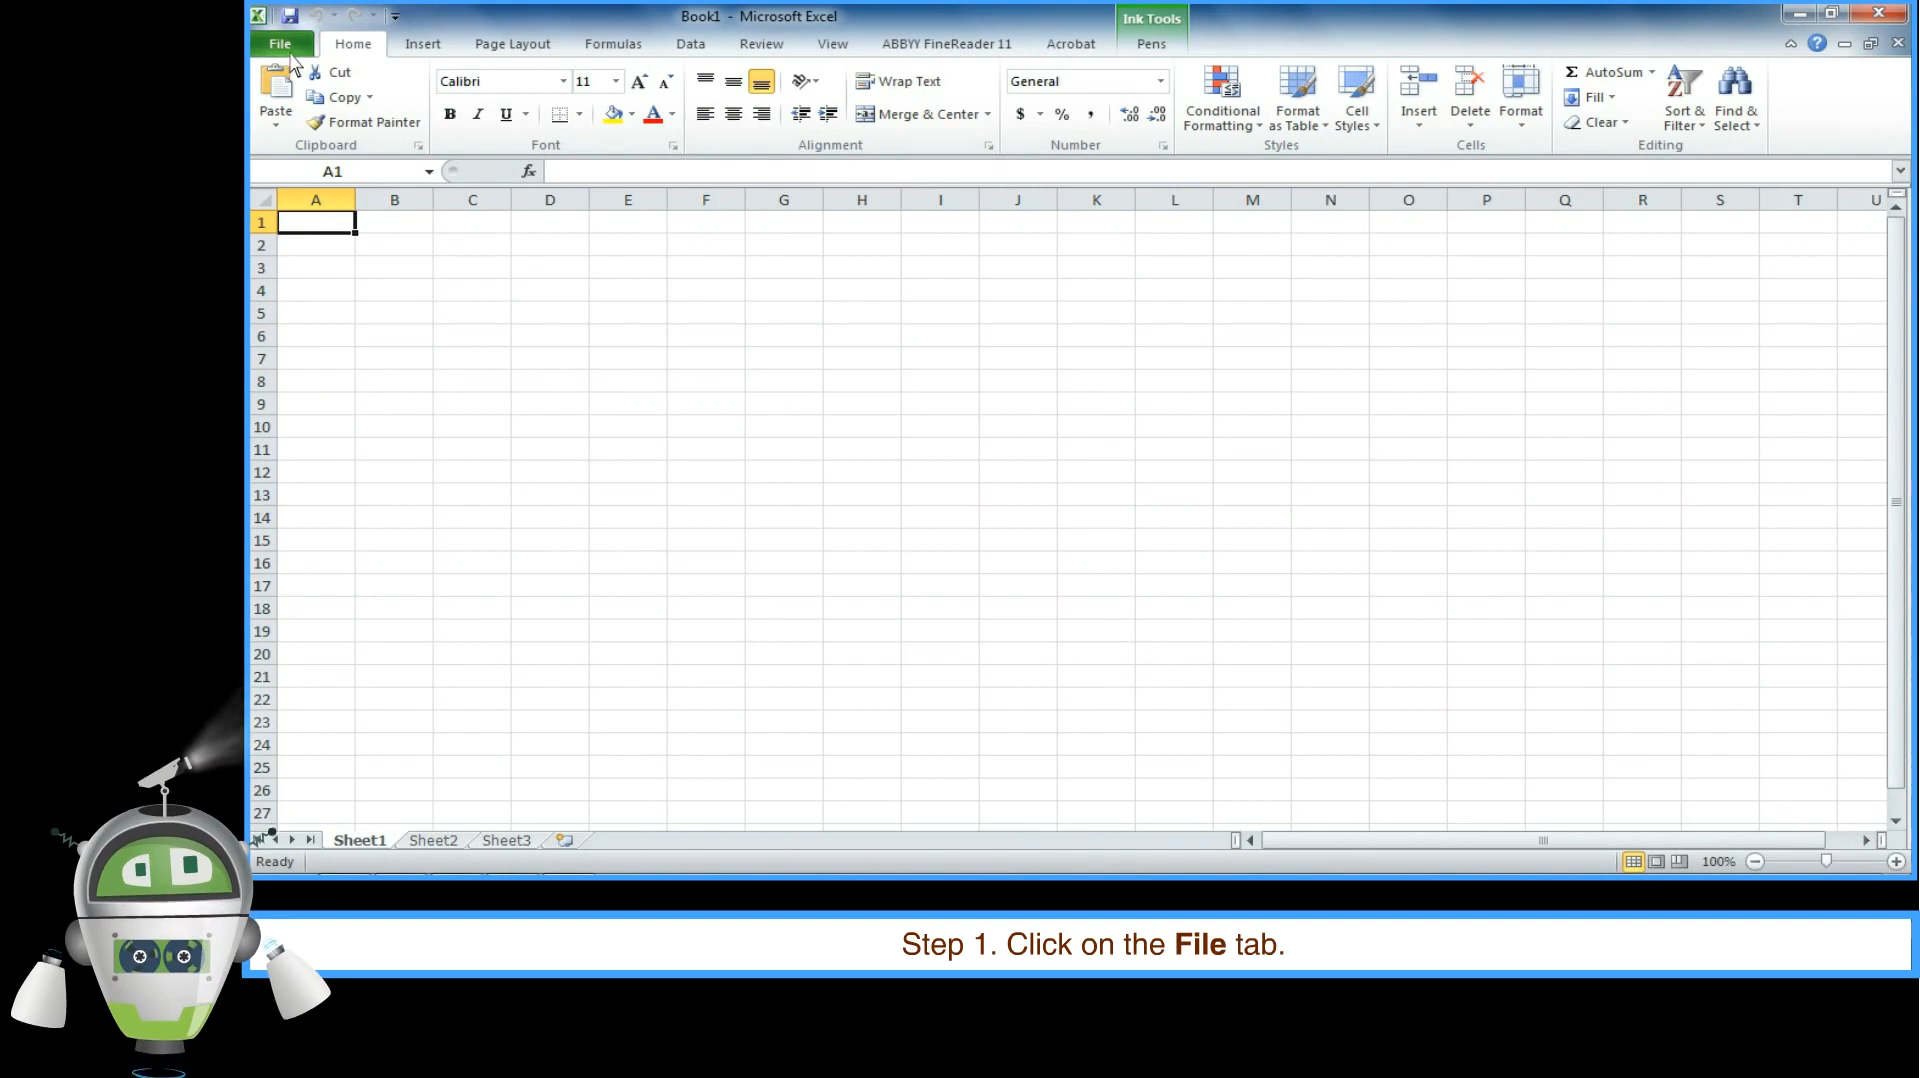 Book1 - Microsoft Excel
Ink Tools
File Home Insert Page Layout Formulas Data Review View ABBYY FineReader 11 Acrobat Pens
Paste
Cut
Copy
Format Painter
Clipboard
Calibri 11
B I U
Font
Wrap Text
Merge & Center
Alignment
General
$ % ,
Number
Conditional Formatting
Format as Table
Cell Styles
Styles
Insert
Delete
Format
Cells
Σ AutoSum
Fill
Clear
Sort & Filter
Find & Select
Editing
A1
fx
A B C D E F G H I J K L M N O P Q R S T U
1
2
3
4
5
6
7
8
9
10
11
12
13
14
15
16
17
18
19
20
21
22
23
24
25
26
27
Sheet1 Sheet2 Sheet3
Ready
100%
Step 1. Click on the File tab.